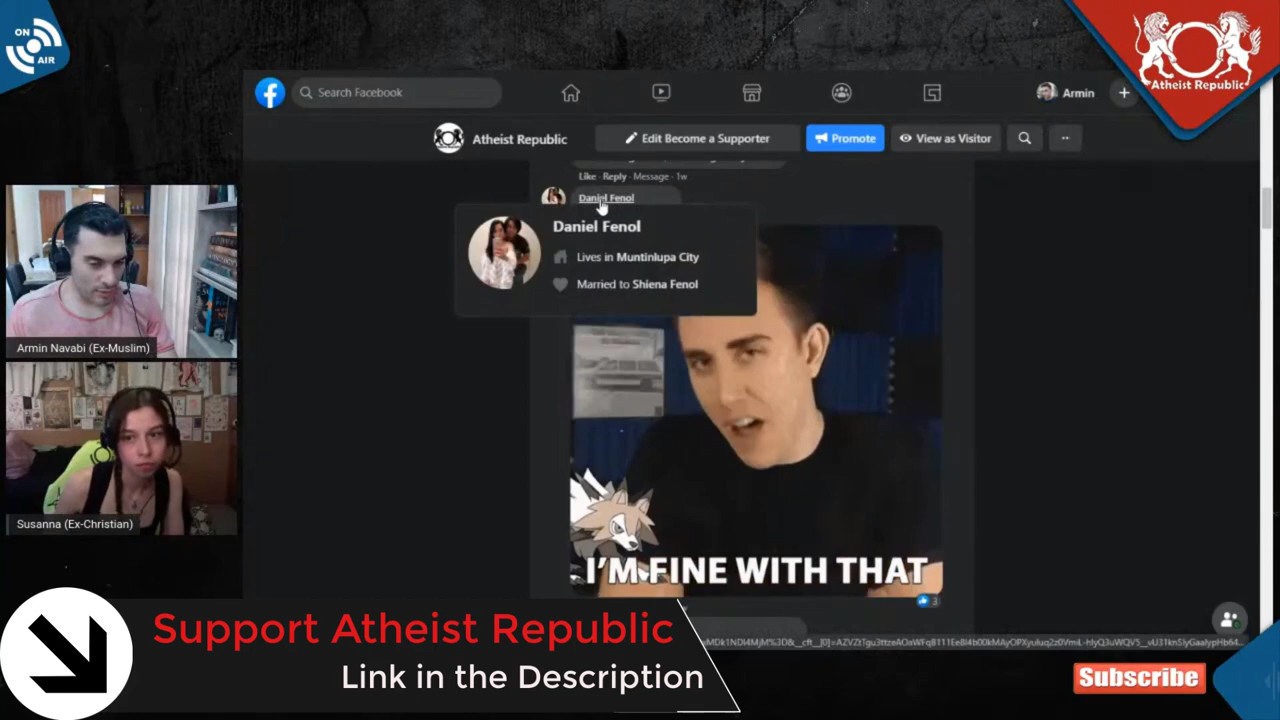 ON
AIR
Search Facebook
Armin
Atheist Republic
Atheist Republic
Edit Become a Supporter
Promote
View as Visitor
Like · Reply · Message · 1w
Daniel Fenol
Daniel Fenol
Lives in Muntinlupa City
Married to Shiena Fenol
Armin Navabi (Ex-Muslim)
Susanna (Ex-Christian)
I'M FINE WITH THAT
3
Support Atheist Republic
Link in the Description
Subscribe